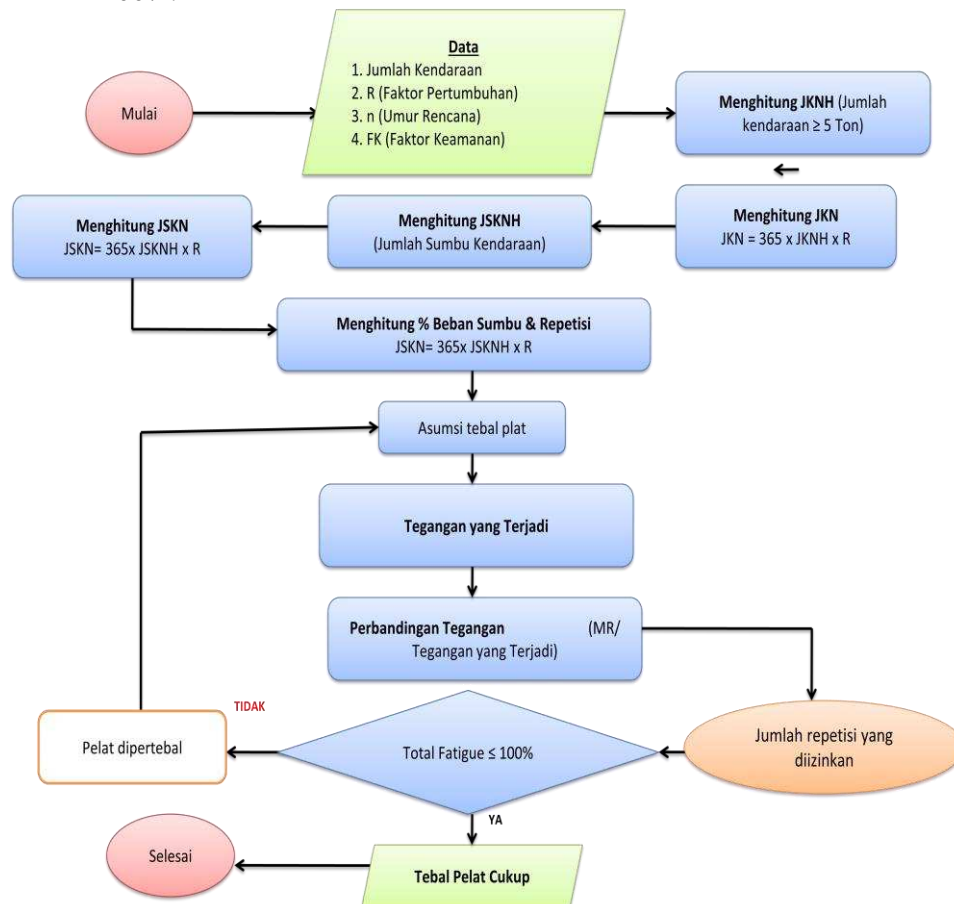 Mulai
Data
1. Jumlah Kendaraan
2. R (Faktor Pertumbuhan)
3. n (Umur Rencana)
4. FK (Faktor Keamanan)
Menghitung JKNH (Jumlah
kendaraan ≥ 5 Ton)
Menghitung JKN
JKN = 365 x JKNH x R
Menghitung JSKNH
(Jumlah Sumbu Kendaraan)
Menghitung JSKN
JSKN= 365x JSKNH x R
Menghitung % Beban Sumbu & Repetisi
JSKN= 365x JSKNH x R
Asumsi tebal plat
Tegangan yang Terjadi
Perbandingan Tegangan (MR/
Tegangan yang Terjadi)
Jumlah repetisi yang
diizinkan
Total Fatigue ≤ 100%
TIDAK
Pelat dipertebal
YA
Tebal Pelat Cukup
Selesai